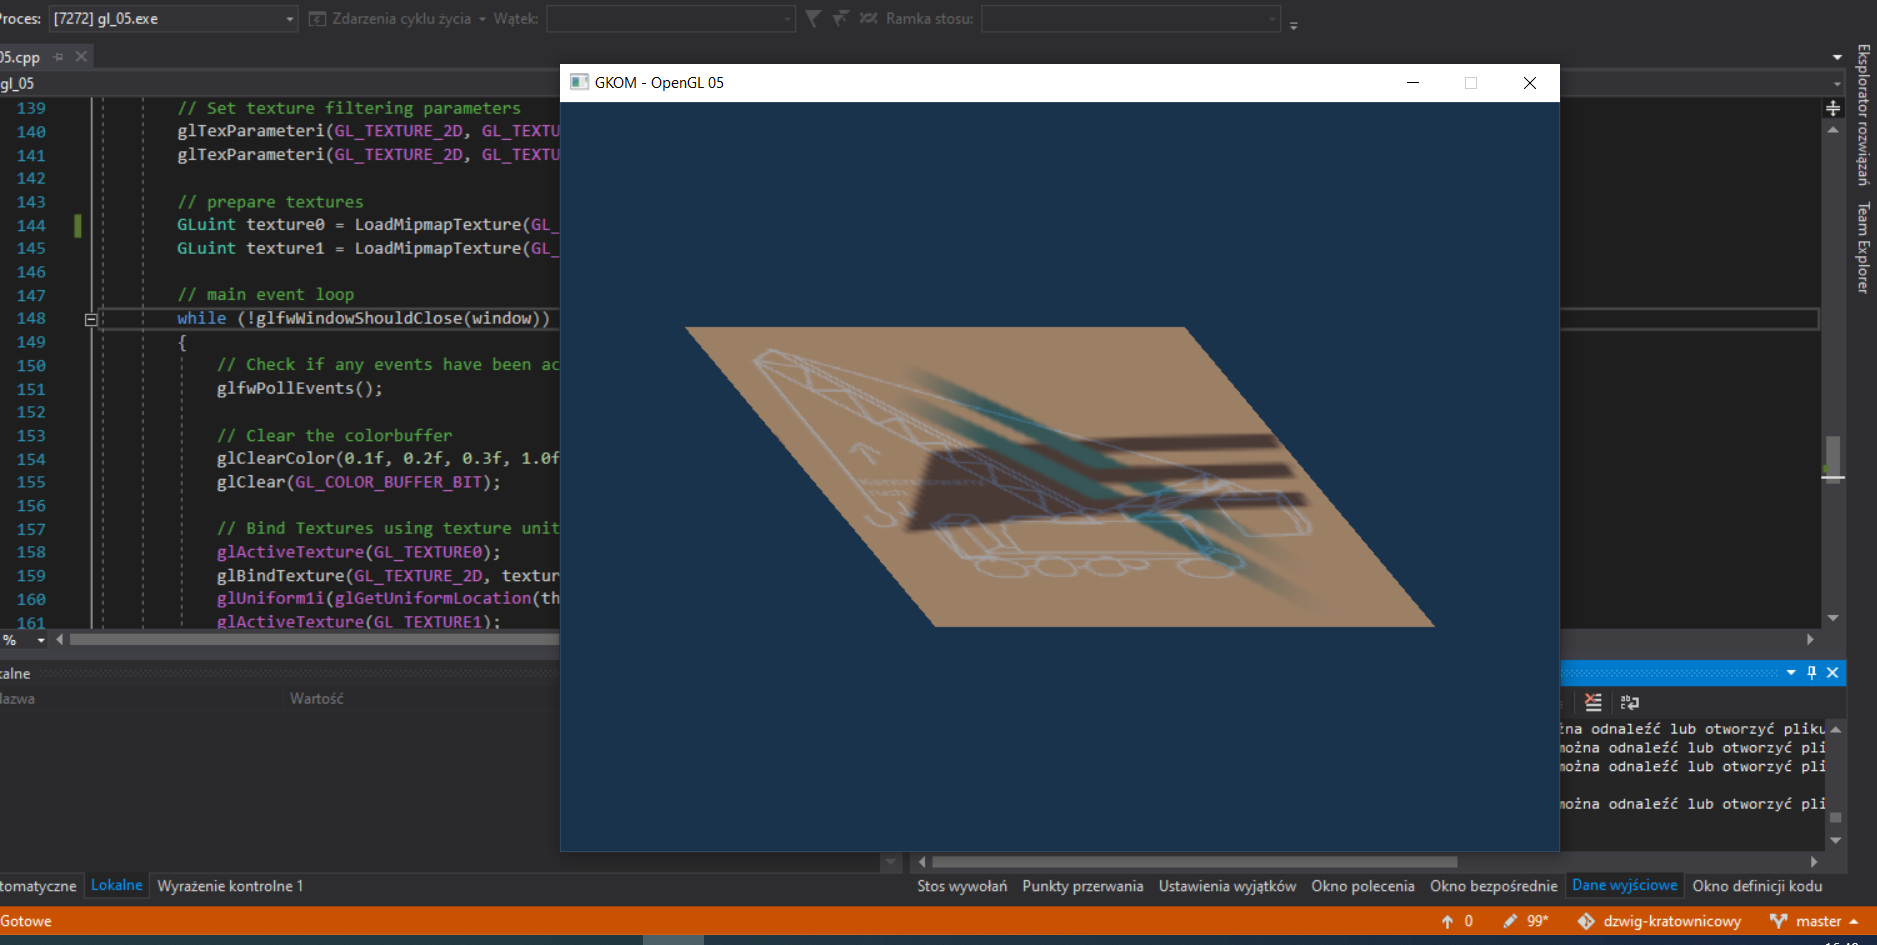 Proces: [7272] gl_05.exe Zdarzenia cyklu życia Wątek: Ramka stosu:
05.cpp
gl_05
GKOM - OpenGL 05
139 // Set texture filtering parameters
140 glTexParameteri(GL_TEXTURE_2D, GL_TEXTU
141 glTexParameteri(GL_TEXTURE_2D, GL_TEXTU
142
143 // prepare textures
144 GLuint texture0 = LoadMipmapTexture(GL_
145 GLuint texture1 = LoadMipmapTexture(GL_
146
147 // main event loop
148 while (!glfwWindowShouldClose(window))
149 {
150 // Check if any events have been ac
151 glfwPollEvents();
152
153 // Clear the colorbuffer
154 glClearColor(0.1f, 0.2f, 0.3f, 1.0f
155 glClear(GL_COLOR_BUFFER_BIT);
156
157 // Bind Textures using texture unit
158 glActiveTexture(GL_TEXTURE0);
159 glBindTexture(GL_TEXTURE_2D, textur
160 glUniform1i(glGetUniformLocation(th
161 glActiveTexture(GL_TEXTURE1);
%
Eksplorator rozwiązań
Team Explorer
kalne
Nazwa Wartość
żna odnaleźć lub otworzyć pliku
można odnaleźć lub otworzyć pli
można odnaleźć lub otworzyć pli
można odnaleźć lub otworzyć pli
tomatyczne Lokalne Wyrażenie kontrolne 1
Stos wywołań Punkty przerwania Ustawienia wyjątków Okno polecenia Okno bezpośrednie Dane wyjściowe Okno definicji kodu
Gotowe 0 99* dzwig-kratownicowy master